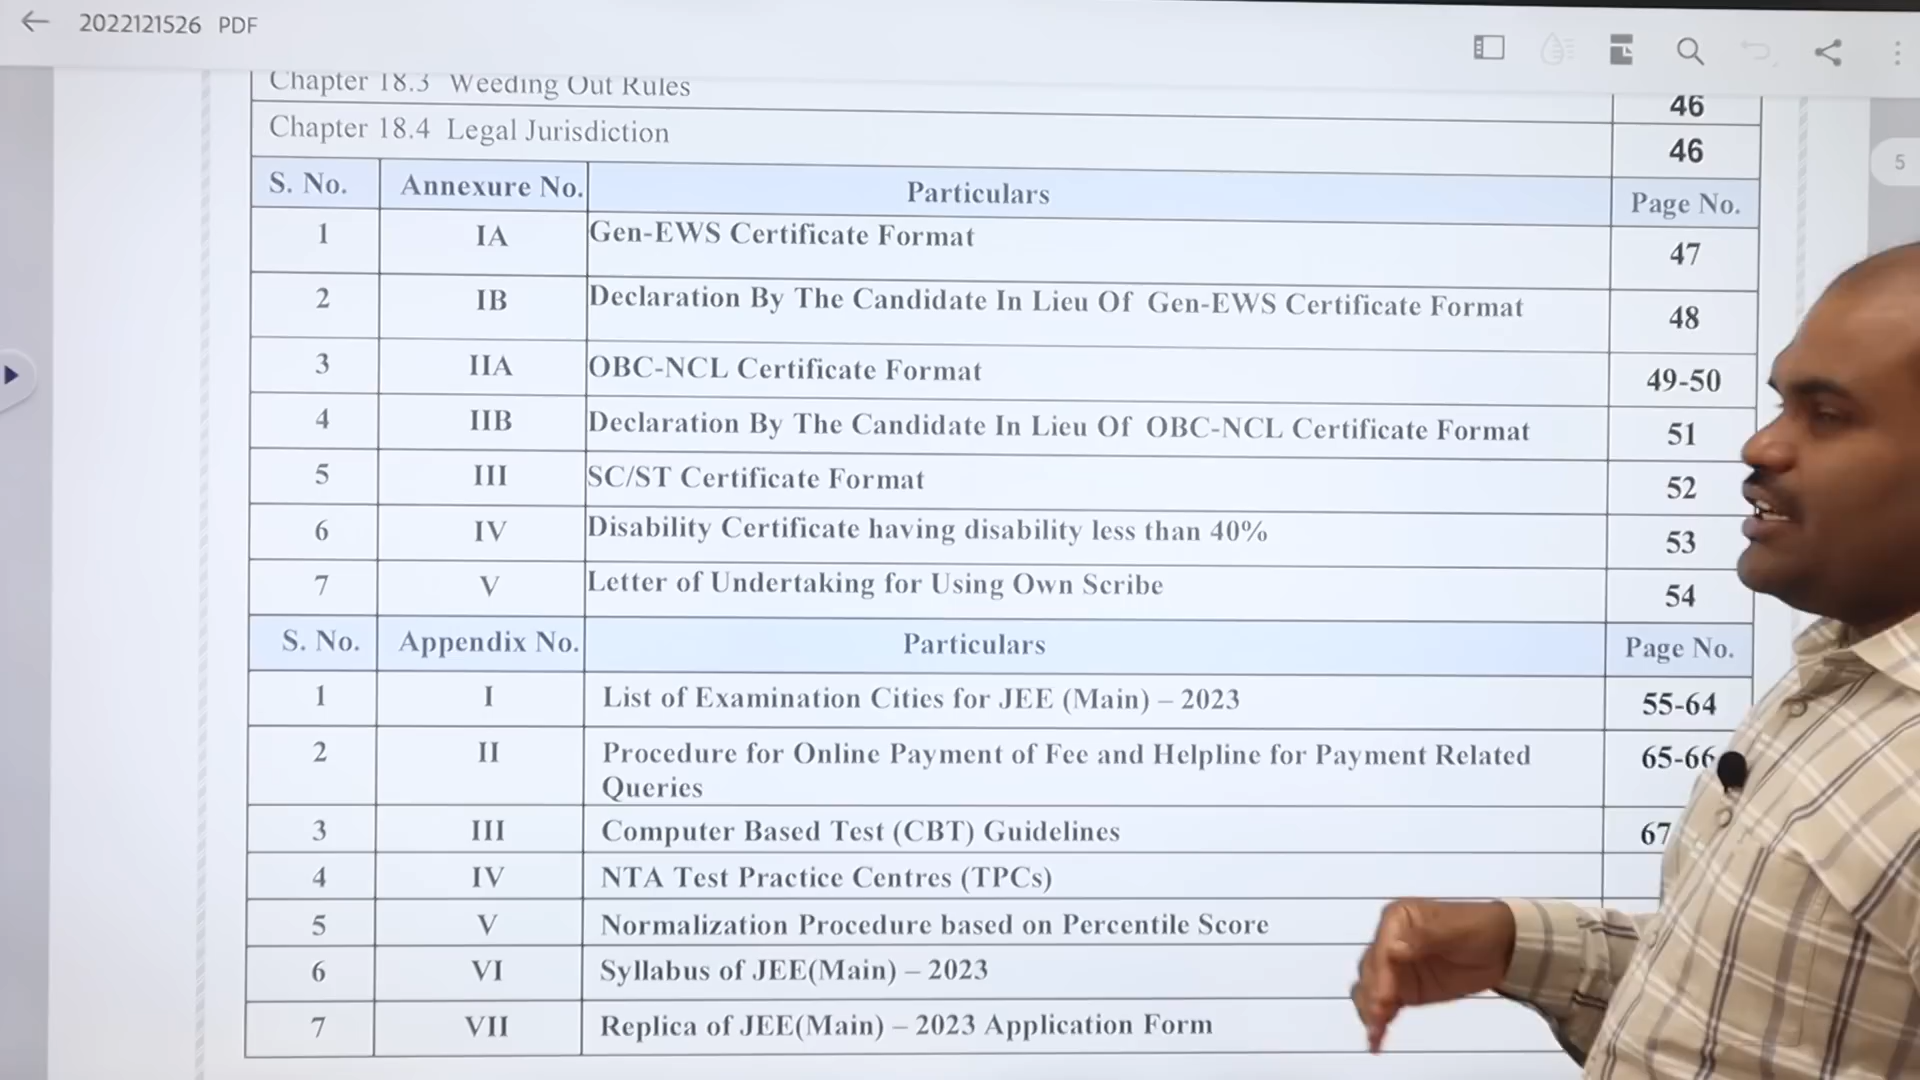 2022121526 PDF
5
Chapter 18.3 Weeding Out Rules 46
Chapter 18.4 Legal Jurisdiction 46
S. No. Annexure No. Particulars Page No.
1 IA Gen-EWS Certificate Format 47
2 IB Declaration By The Candidate In Lieu Of Gen-EWS Certificate Format 48
3 IIA OBC-NCL Certificate Format 49-50
4 IIB Declaration By The Candidate In Lieu Of OBC-NCL Certificate Format 51
5 III SC/ST Certificate Format 52
6 IV Disability Certificate having disability less than 40% 53
7 V Letter of Undertaking for Using Own Scribe 54
S. No. Appendix No. Particulars Page No.
1 I List of Examination Cities for JEE (Main) – 2023 55-64
2 II Procedure for Online Payment of Fee and Helpline for Payment Related 65-66
Queries
3 III Computer Based Test (CBT) Guidelines 67
4 IV NTA Test Practice Centres (TPCs)
5 V Normalization Procedure based on Percentile Score
6 VI Syllabus of JEE(Main) – 2023
7 VII Replica of JEE(Main) – 2023 Application Form